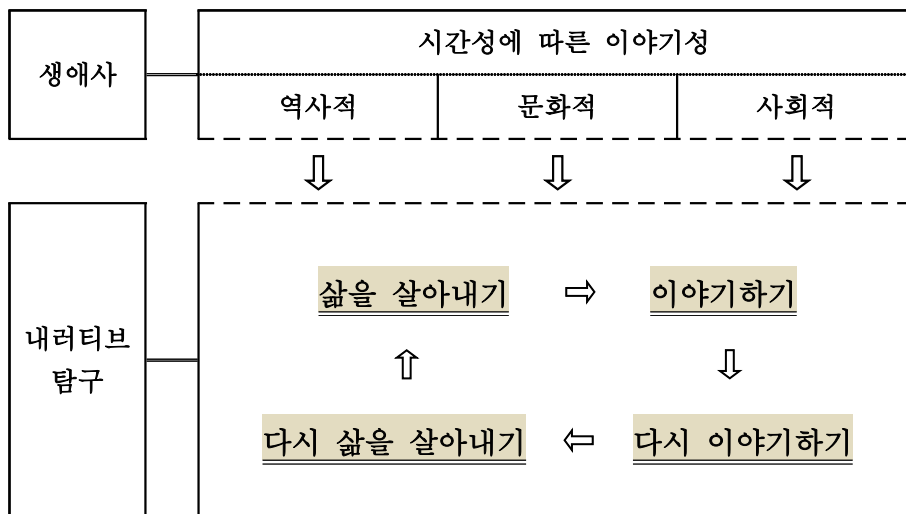 생애사
시간성에 따른 이야기성
역사적 문화적 사회적
내러티브
탐구
삶을 살아내기 이야기하기
다시 삶을 살아내기 다시 이야기하기